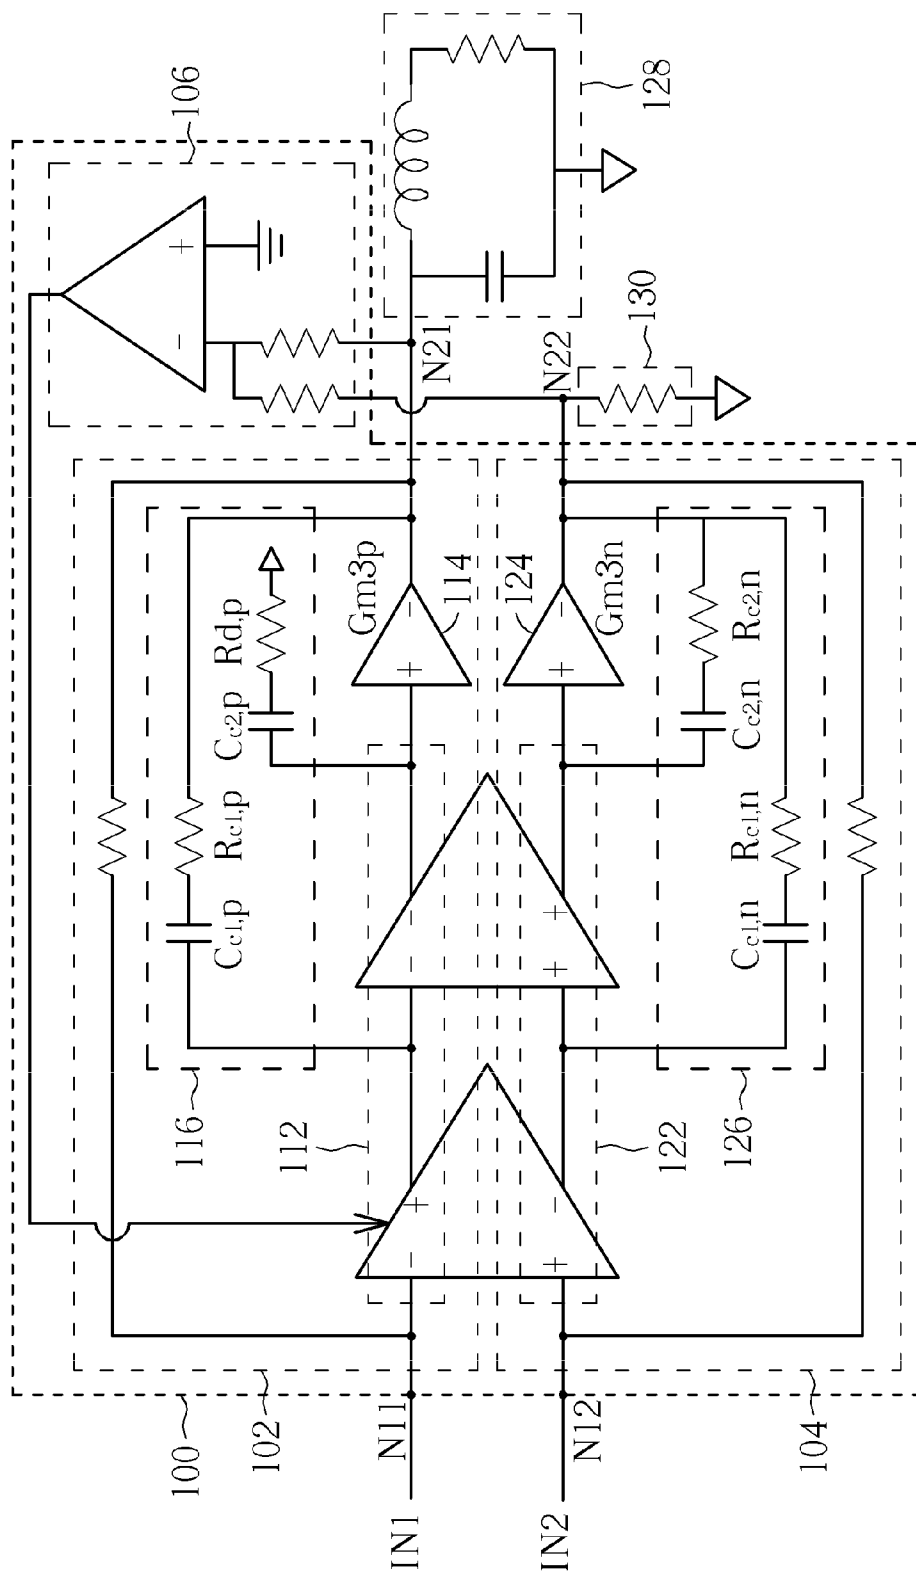 106
128
130
N21
N22
Gm3p
114
124
Gm3n
Rd,p
Cc2,p
Rc1,p
Cc1,p
Rc2,n
Cc2,n
Rc1,n
Cc1,n
116
112
122
126
100
102
104
N11
N12
IN1
IN2
+
−
+
−
+
−
−
+
+
−
+
−
+
−
+